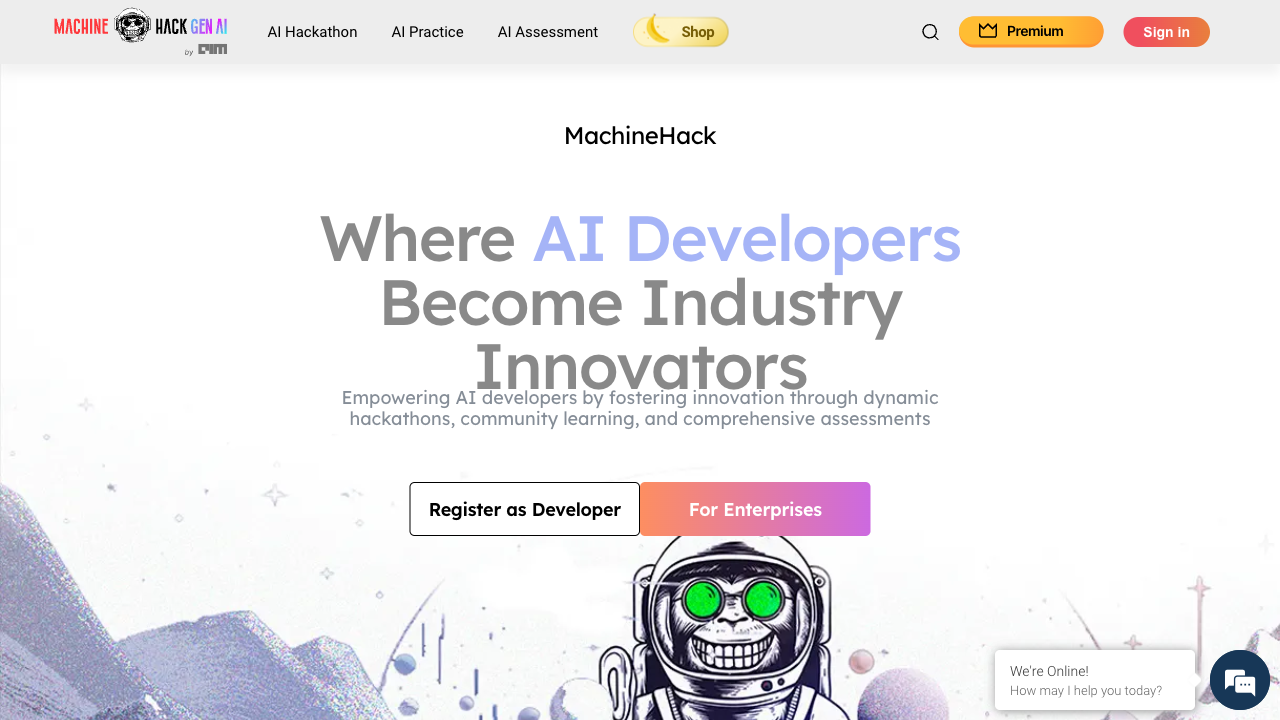 MACHINE HACK GEN AI
by AIM
AI Hackathon
AI Practice
AI Assessment
Shop
Premium
Sign in
MachineHack
Where AI Developers
Become Industry
Innovators
Empowering AI developers by fostering innovation through dynamic
hackathons, community learning, and comprehensive assessments
Register as Developer
For Enterprises
We're Online!
How may I help you today?